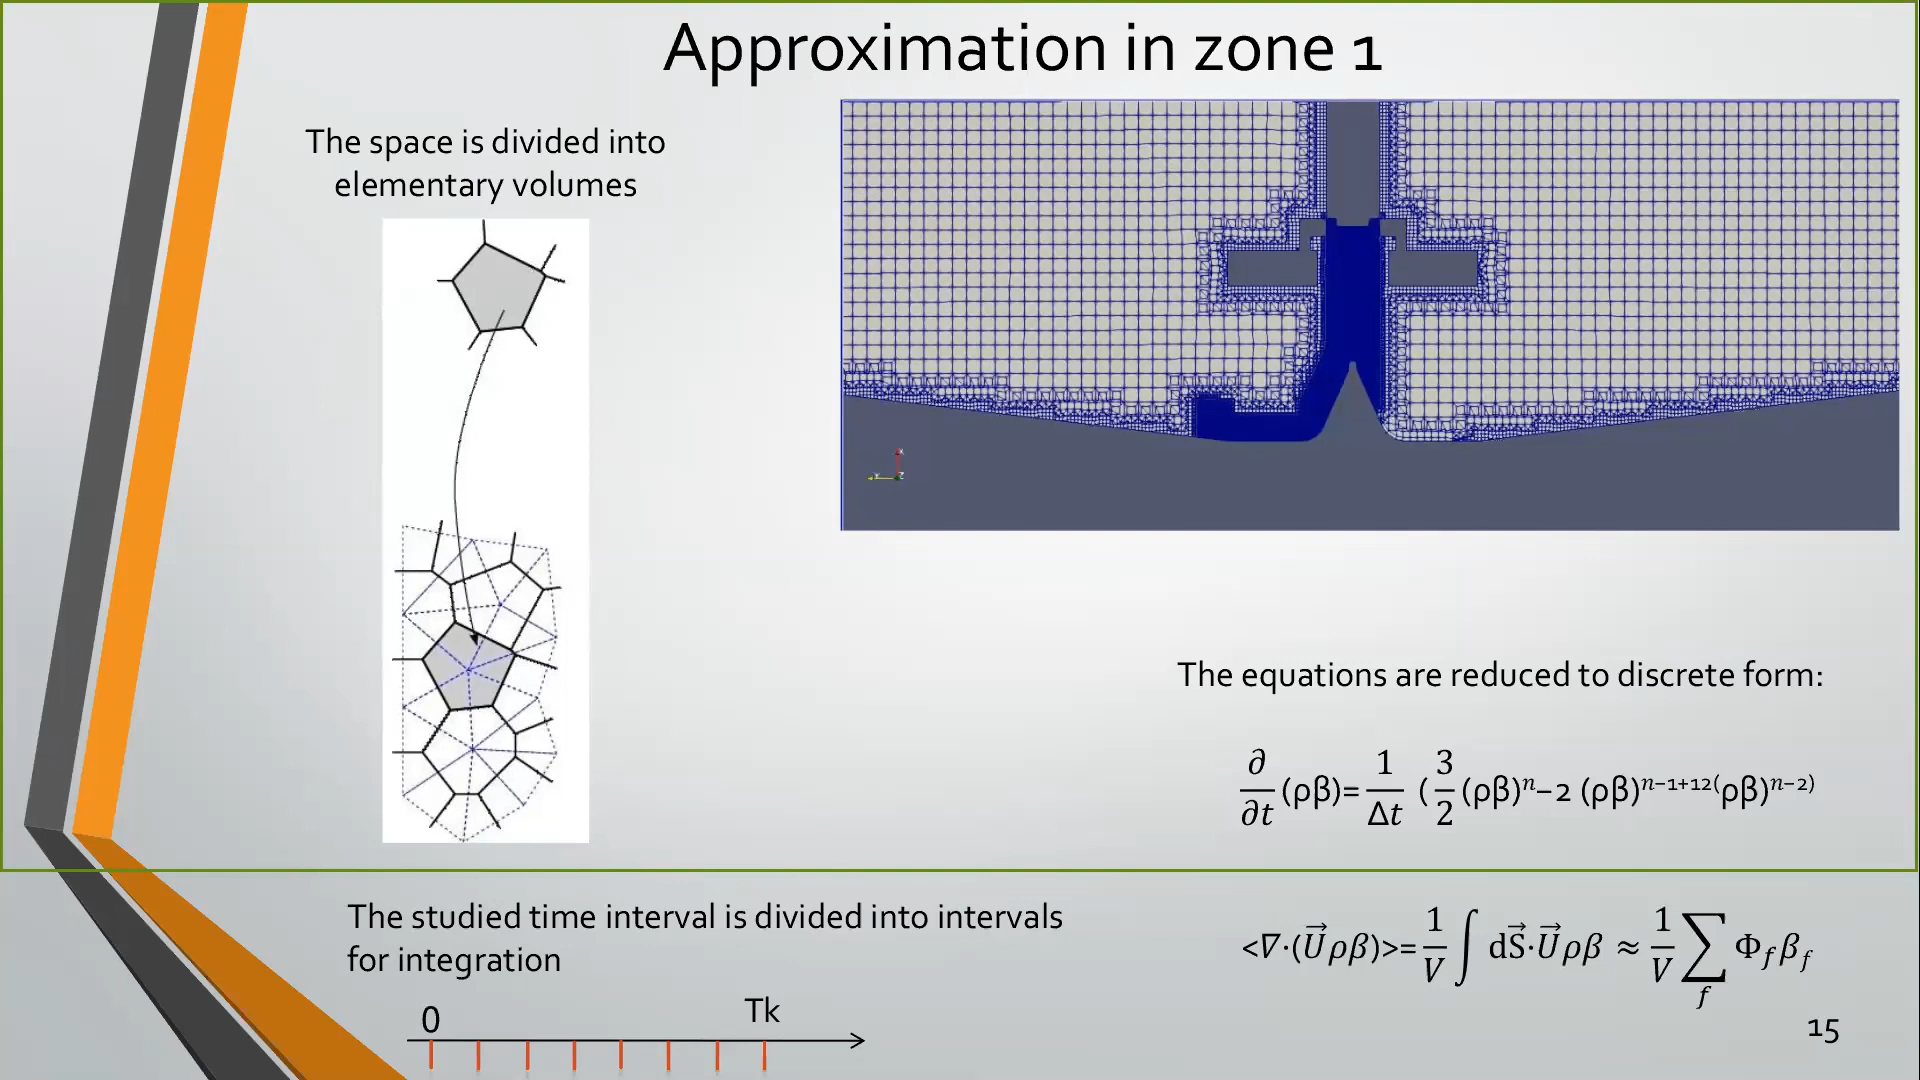 Approximation in zone 1
The space is divided into
elementary volumes
The equations are reduced to discrete form:
∂/∂t (ρβ)= 1/Δt ( 3/2 (ρβ)ⁿ−2 (ρβ)ⁿ⁻¹⁺¹²⁽ρβ)ⁿ⁻²⁾
The studied time interval is divided into intervals
for integration
<∇·(U⃗ρβ)>= 1/V ∫ dS⃗·U⃗ρβ ≈ 1/V ∑_f Φ_f β_f
0 Tk
15